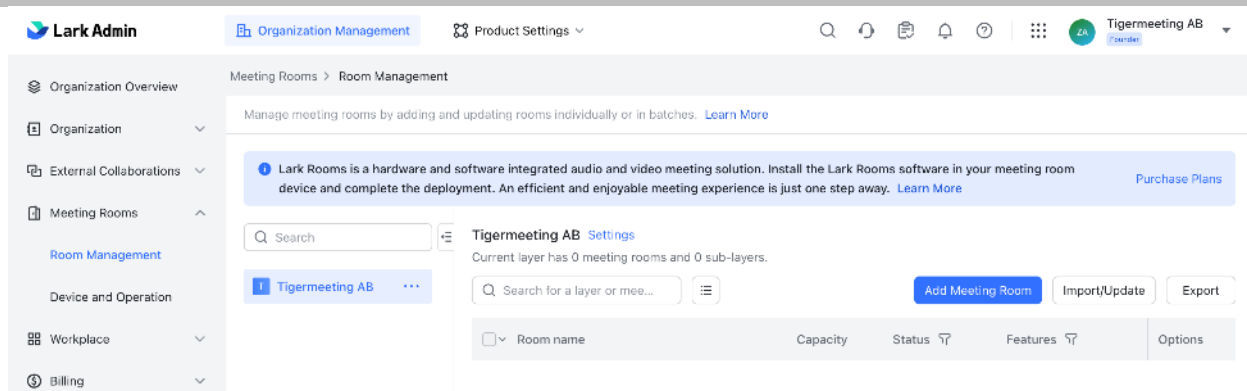 Lark Admin
Organization Management
Product Settings
ZA
Tigermeeting AB
Founder
Organization Overview
Organization
External Collaborations
Meeting Rooms
Room Management
Device and Operation
Workplace
Billing
Meeting Rooms > Room Management
Manage meeting rooms by adding and updating rooms individually or in batches. Learn More
Lark Rooms is a hardware and software integrated audio and video meeting solution. Install the Lark Rooms software in your meeting room
device and complete the deployment. An efficient and enjoyable meeting experience is just one step away. Learn More
Purchase Plans
Search
T Tigermeeting AB ...
Tigermeeting AB Settings
Current layer has 0 meeting rooms and 0 sub-layers.
Search for a layer or mee...
Add Meeting Room
Import/Update
Export
Room name
Capacity
Status
Features
Options